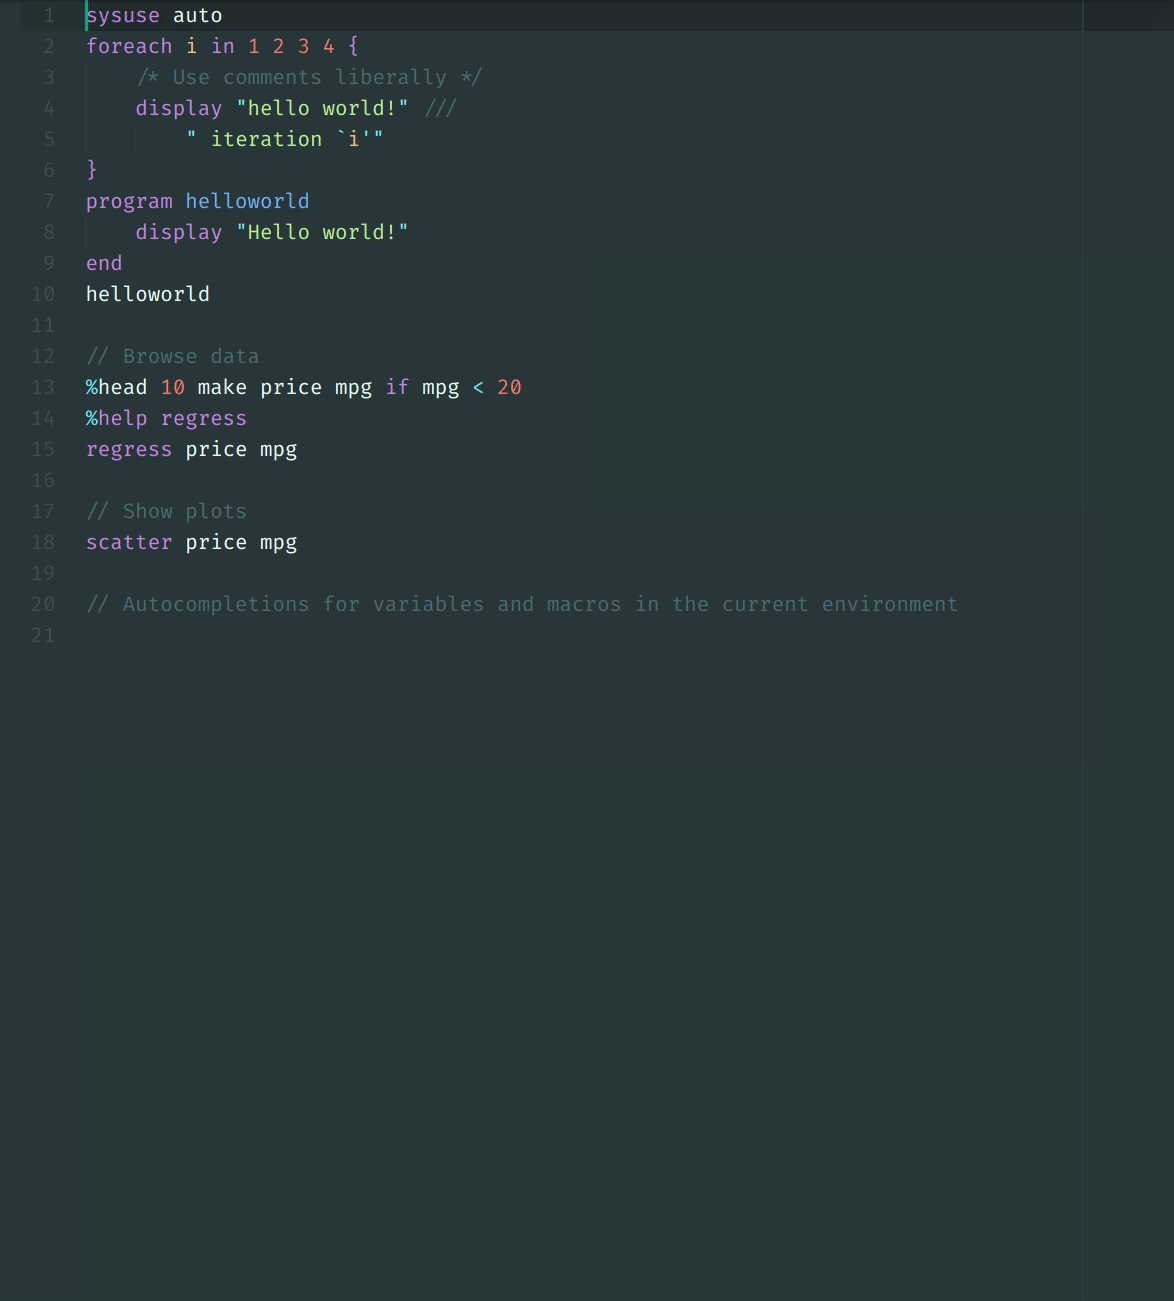 1 sysuse auto
2 foreach i in 1 2 3 4 {
3     /* Use comments liberally */
4     display "hello world!" ///
5         " iteration `i'"
6 }
7 program helloworld
8     display "Hello world!"
9 end
10 helloworld
11
12 // Browse data
13 %head 10 make price mpg if mpg < 20
14 %help regress
15 regress price mpg
16
17 // Show plots
18 scatter price mpg
19
20 // Autocompletions for variables and macros in the current environment
21